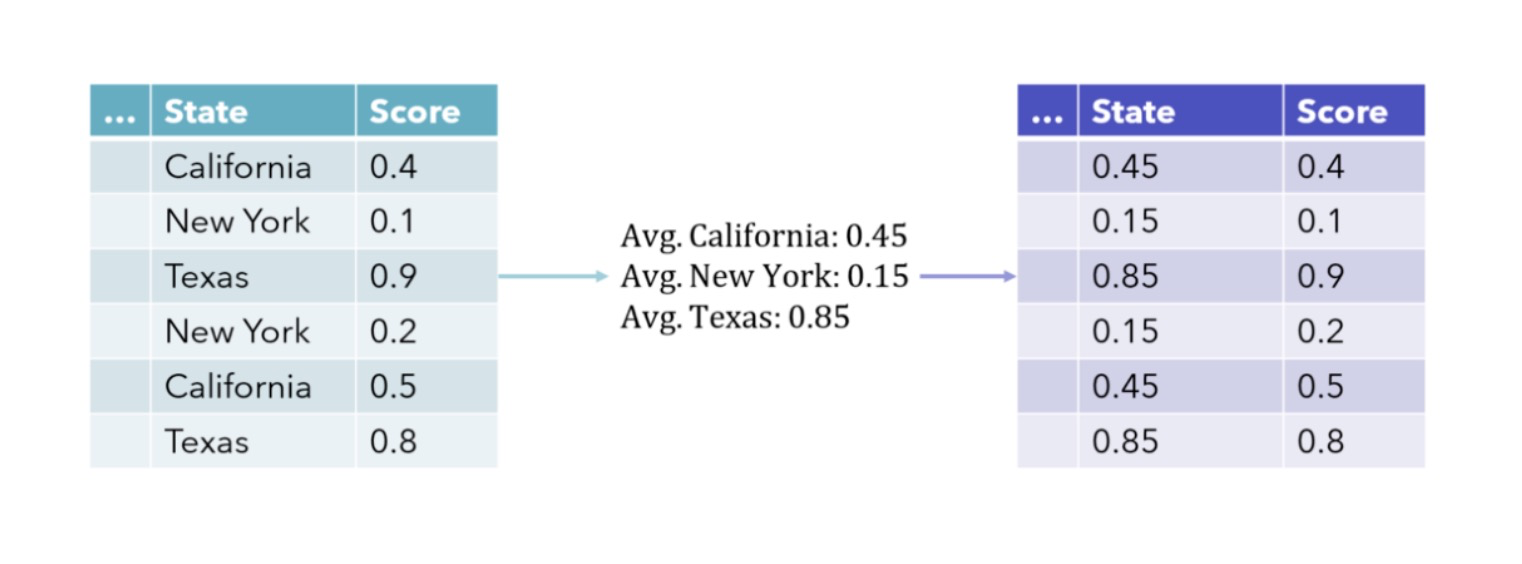 ... State Score
California 0.4
New York 0.1
Texas 0.9
New York 0.2
California 0.5
Texas 0.8
Avg. California: 0.45
Avg. New York: 0.15
Avg. Texas: 0.85
... State Score
0.45 0.4
0.15 0.1
0.85 0.9
0.15 0.2
0.45 0.5
0.85 0.8